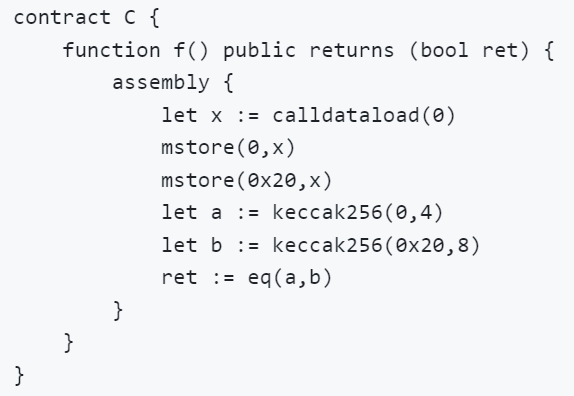 contract C {
    function f() public returns (bool ret) {
        assembly {
            let x := calldataload(0)
            mstore(0,x)
            mstore(0x20,x)
            let a := keccak256(0,4)
            let b := keccak256(0x20,8)
            ret := eq(a,b)
        }
    }
}